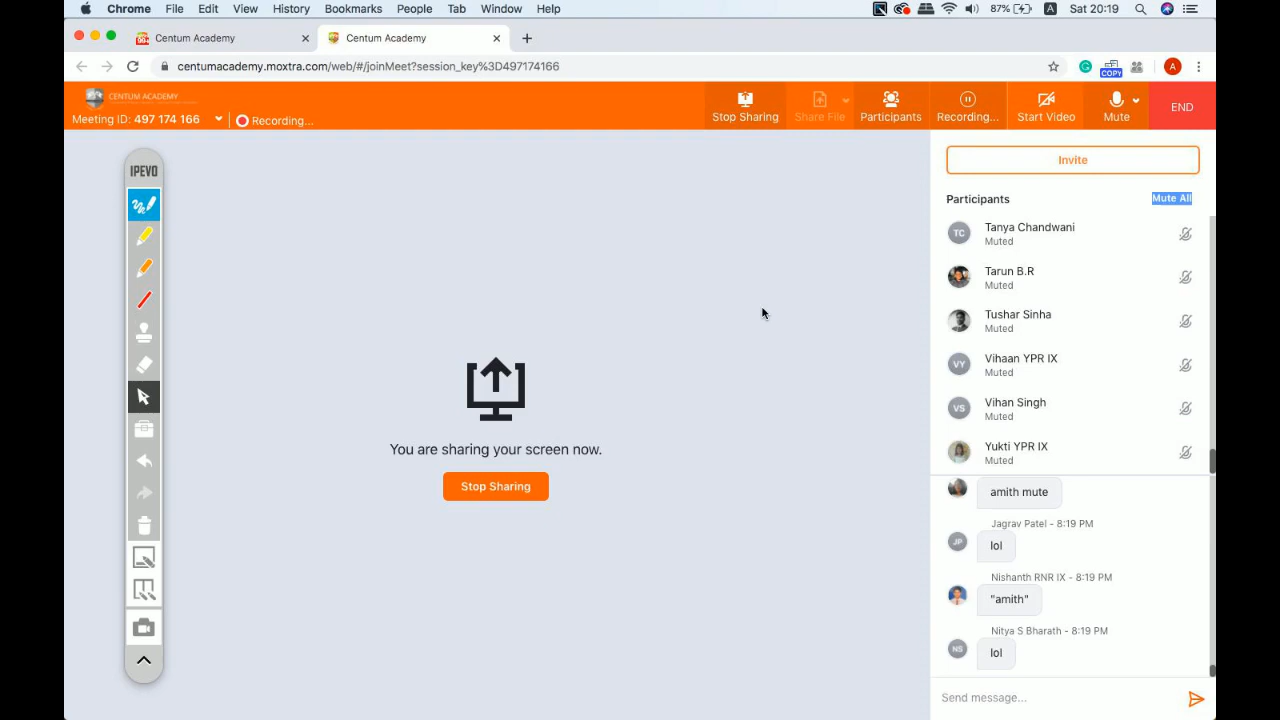 Chrome File Edit View History Bookmarks People Tab Window Help 87% A Sat 20:19
Centum Academy
Centum Academy
centumacademy.moxtra.com/web/#/joinMeet?session_key%3D497174166
COPY
A
CENTUM ACADEMY
Meeting ID: 497 174 166
Recording...
Stop Sharing
Share File
Participants
Recording...
Start Video
Mute
END
IPEVO
You are sharing your screen now.
Stop Sharing
Invite
Participants
Mute All
TC
Tanya Chandwani
Muted
Tarun B.R
Muted
Tushar Sinha
Muted
VY
Vihaan YPR IX
Muted
VS
Vihan Singh
Muted
Yukti YPR IX
Muted
amith mute
Jagrav Patel - 8:19 PM
JP
lol
Nishanth RNR IX - 8:19 PM
"amith"
Nitya S Bharath - 8:19 PM
NS
lol
Send message...